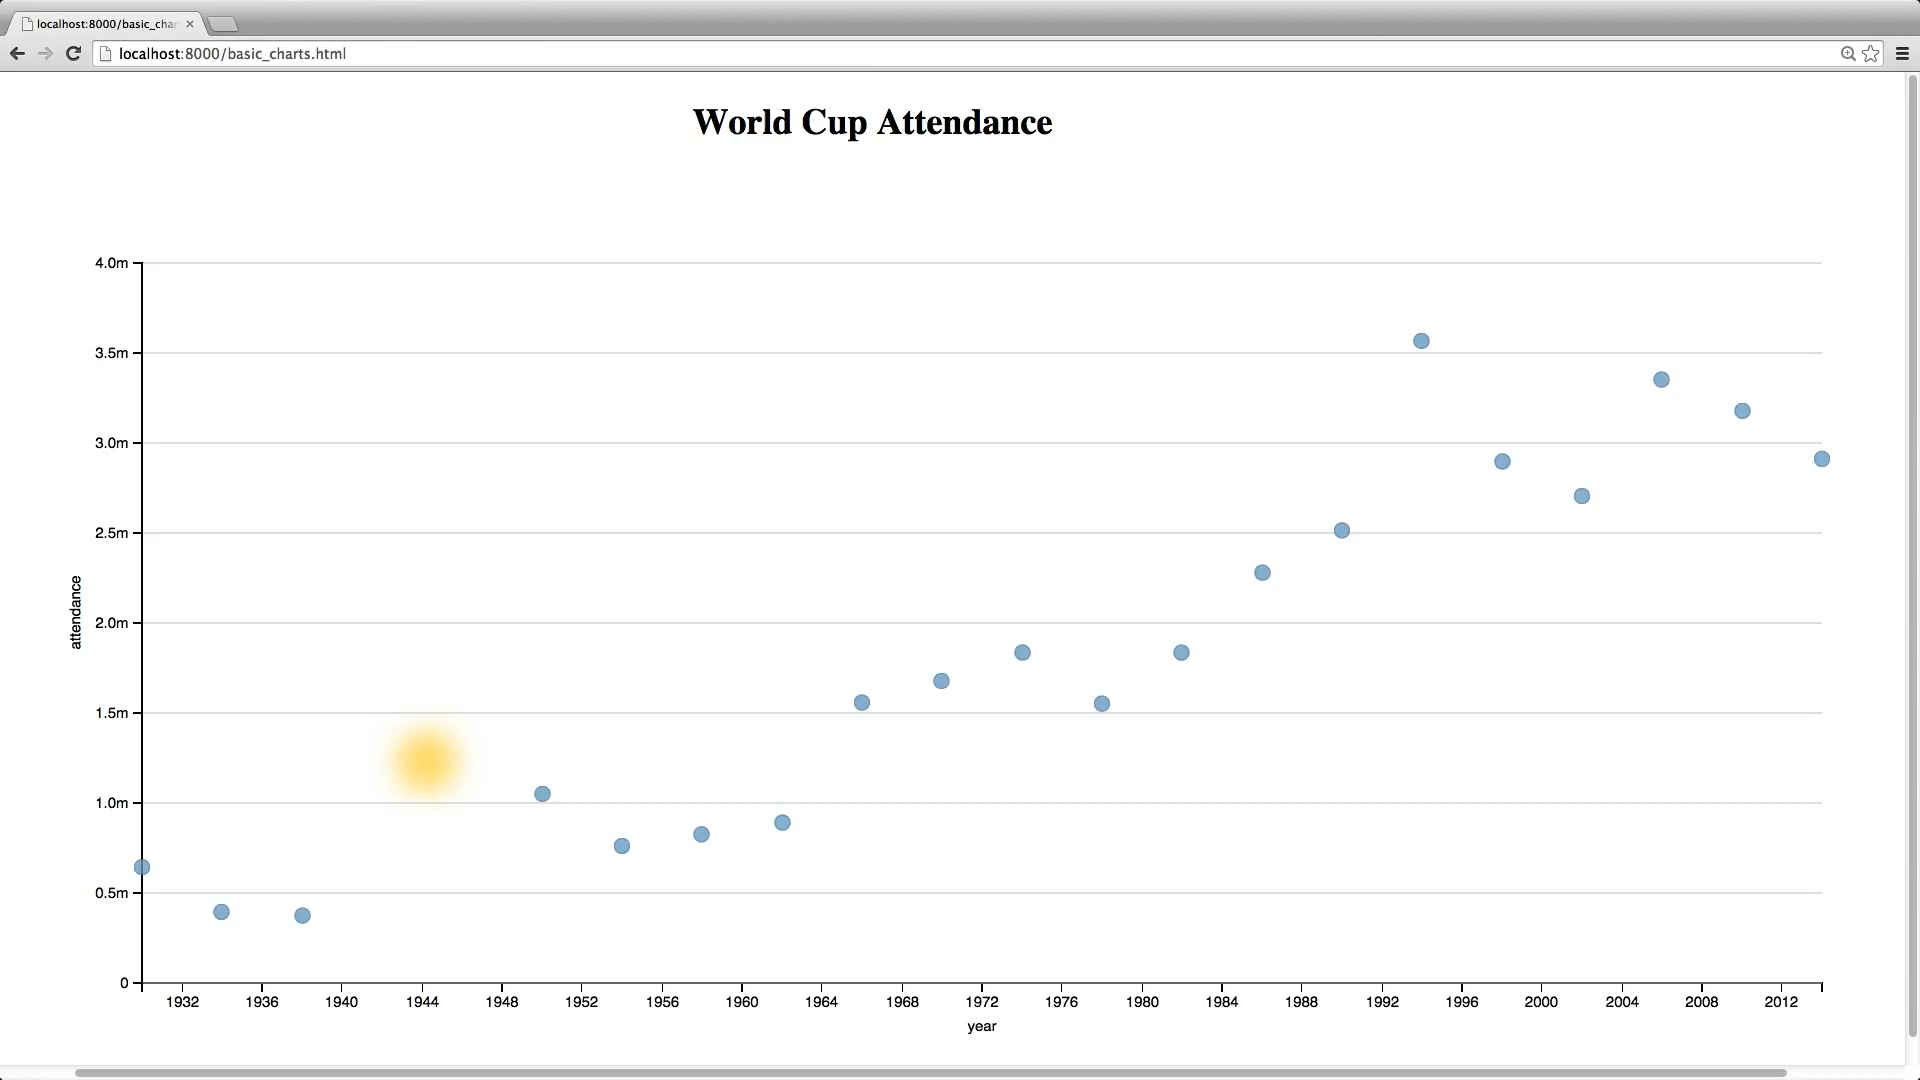 localhost:8000/basic_char
localhost:8000/basic_charts.html
World Cup Attendance
4.0m
3.5m
3.0m
2.5m
2.0m
1.5m
1.0m
0.5m
0
attendance
1932 1936 1940 1944 1948 1952 1956 1960 1964 1968 1972 1976 1980 1984 1988 1992 1996 2000 2004 2008 2012
year